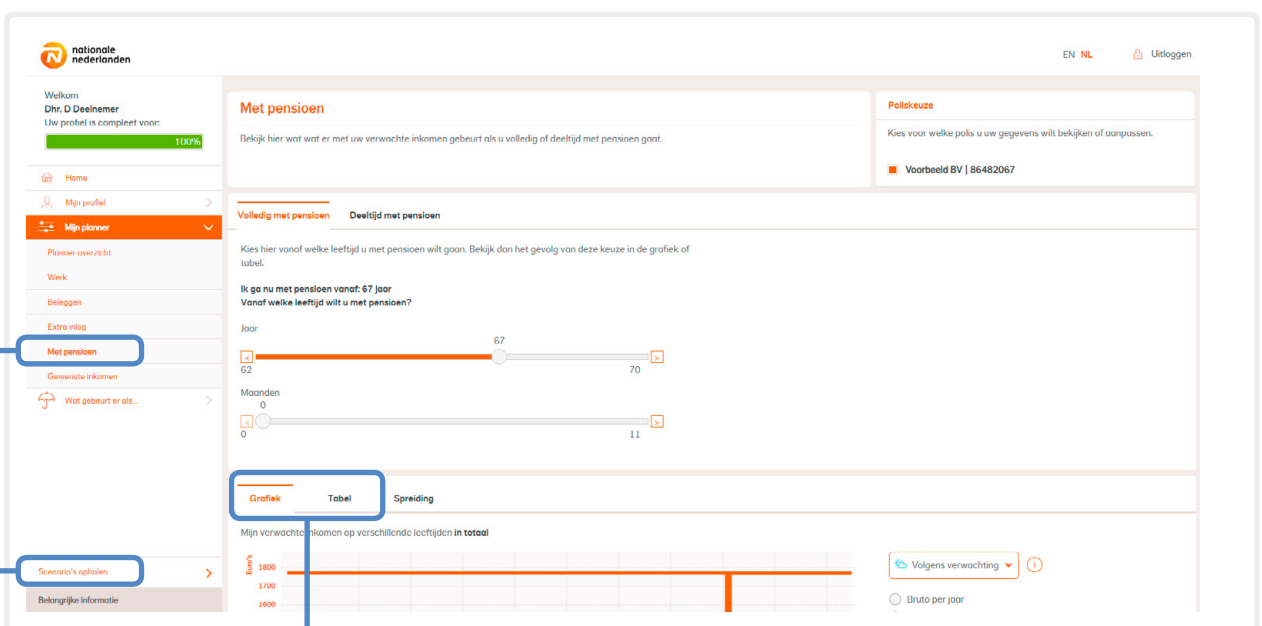 nationale
nederlanden
EN NL
Uitloggen
Welkom
Dhr. D Deelnemer
Uw profiel is compleet voor:
100%
Home
Mijn profiel
Mijn planner
Planner overzicht
Werk
Beleggen
Extra inleg
Met pensioen
Gewenste inkomen
Wat gebeurt er als...
Scenario's ophalen
Belangrijke informatie
Met pensioen
Bekijk hier wat wat er met uw verwachte inkomen gebeurt als u volledig of deeltijd met pensioen gaat.
Poliskeuze
Kies voor welke polis u uw gegevens wilt bekijken of aanpassen.
Voorbeeld BV | 86482067
Volledig met pensioen
Deeltijd met pensioen
Kies hier vanaf welke leeftijd u met pensioen wilt gaan. Bekijk dan het gevolg van deze keuze in de grafiek of
tabel.
Ik ga nu met pensioen vanaf: 67 jaar
Vanaf welke leeftijd wilt u met pensioen?
Jaar
67
< >
62 70
Maanden
0
< >
0 11
Grafiek
Tabel
Spreiding
Mijn verwachte inkomen op verschillende leeftijden in totaal
Euro's
1800
1700
1600
Volgens verwachting
Bruto per jaar